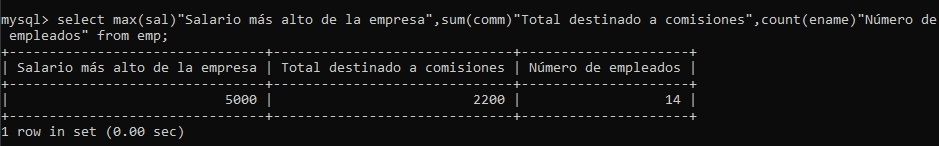 mysql> select max(sal)"Salario más alto de la empresa",sum(comm)"Total destinado a comisiones",count(ename)"Número de
 empleados" from emp;
+--------------------------------+------------------------------+---------------------+
| Salario más alto de la empresa | Total destinado a comisiones | Número de empleados |
+--------------------------------+------------------------------+---------------------+
|                           5000 |                         2200 |                  14 |
+--------------------------------+------------------------------+---------------------+
1 row in set (0.00 sec)